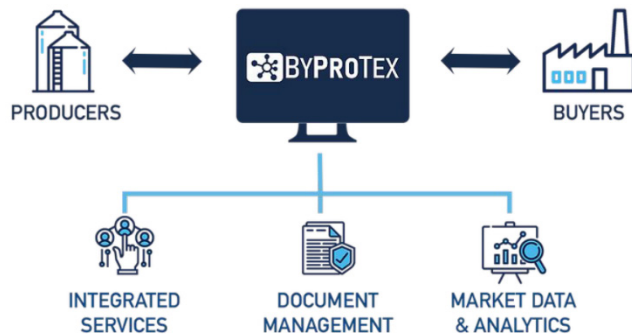 BYPROTEX
PRODUCERS
BUYERS
INTEGRATED
SERVICES
DOCUMENT
MANAGEMENT
MARKET DATA
& ANALYTICS